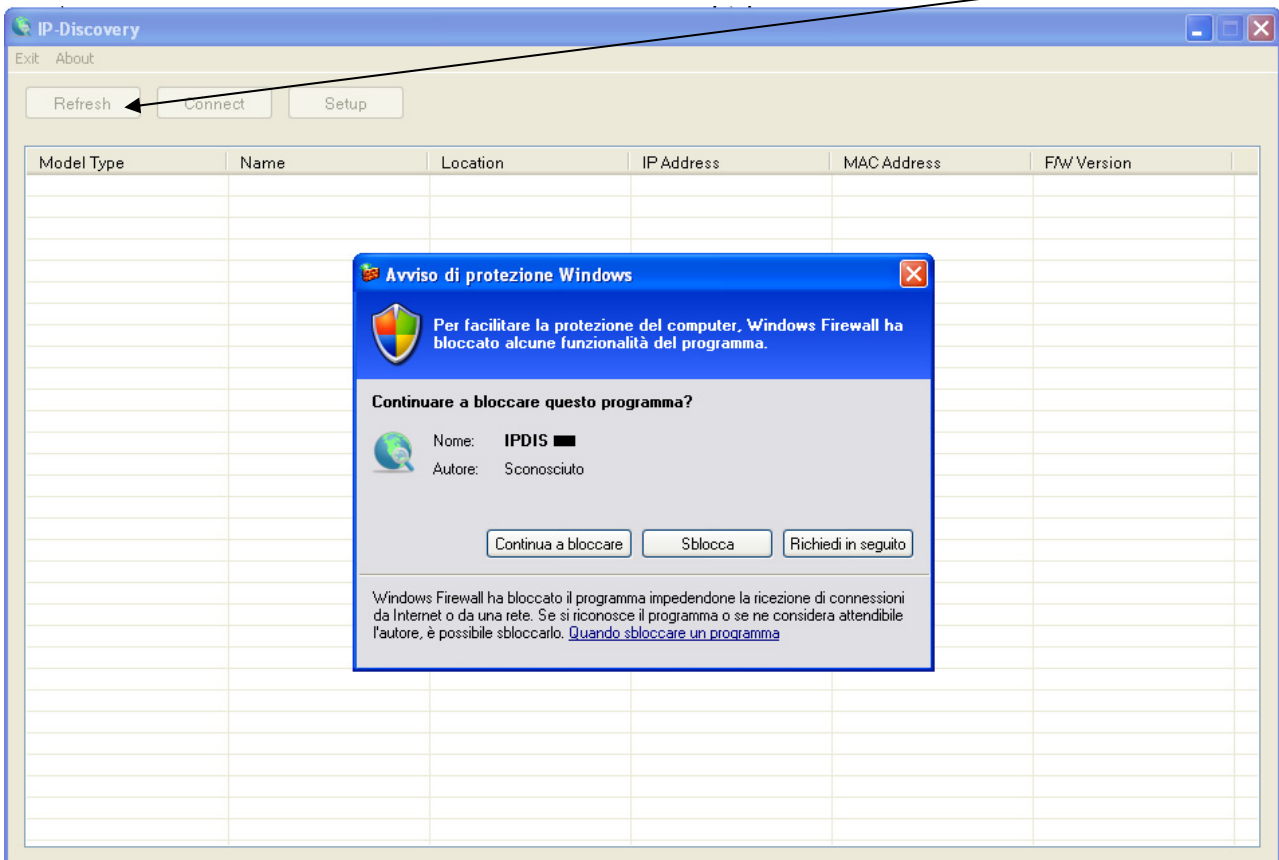 IP-Discovery
Exit About
Refresh Connect Setup
Model Type Name Location IP Address MAC Address F/W Version
Avviso di protezione Windows
Per facilitare la protezione del computer, Windows Firewall ha
bloccato alcune funzionalità del programma.
Continuare a bloccare questo programma?
Nome: IPDIS
Autore: Sconosciuto
Continua a bloccare Sblocca Richiedi in seguito
Windows Firewall ha bloccato il programma impedendone la ricezione di connessioni
da Internet o da una rete. Se si riconosce il programma o se ne considera attendibile
l'autore, è possibile sbloccarlo. Quando sbloccare un programma